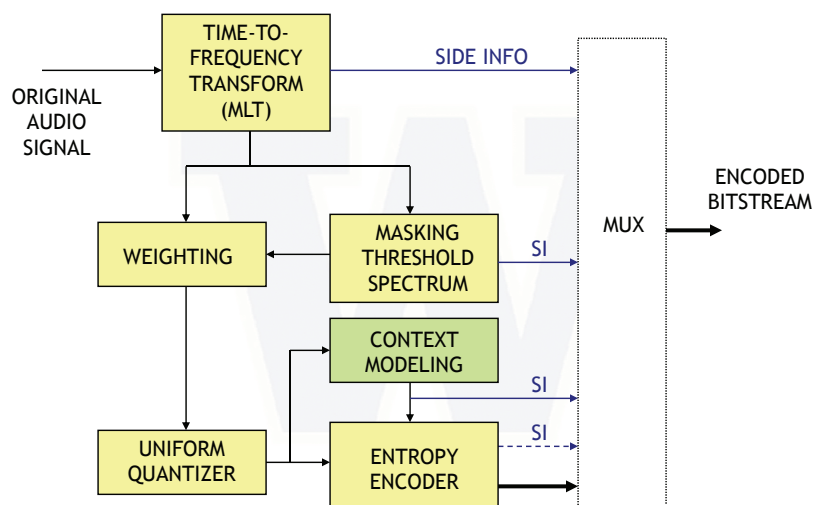 TIME-TO-
FREQUENCY
TRANSFORM
(MLT)
SIDE INFO
ORIGINAL
AUDIO
SIGNAL
ENCODED
BITSTREAM
MUX
WEIGHTING
MASKING
THRESHOLD
SPECTRUM
SI
CONTEXT
MODELING
SI
SI
UNIFORM
QUANTIZER
ENTROPY
ENCODER